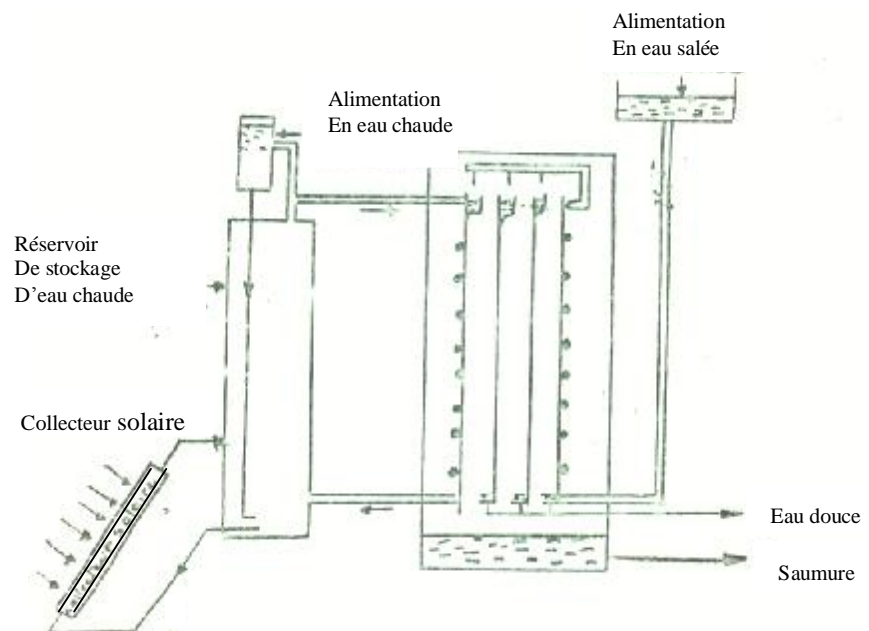 Alimentation
En eau salée
Alimentation
En eau chaude
Réservoir
De stockage
D'eau chaude
Collecteur solaire
Eau douce
Saumure